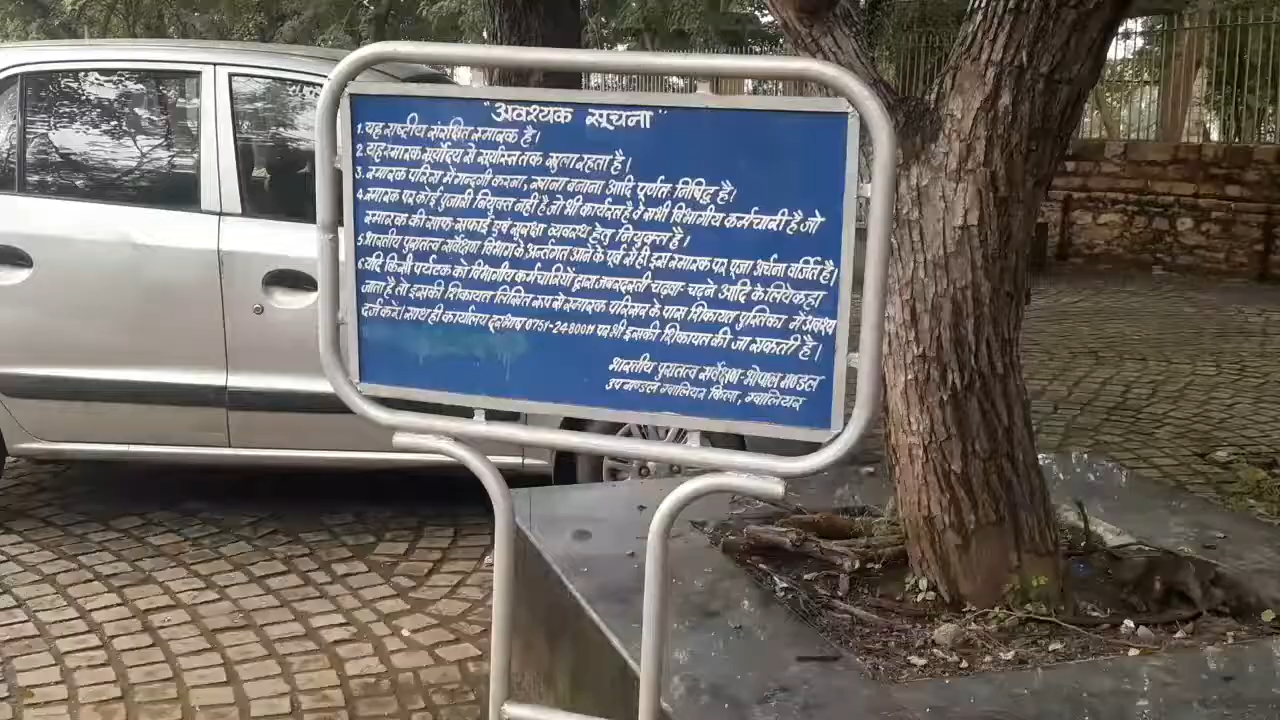 "अवश्यक सूचना"
1. यह राष्ट्रीय संरक्षित स्मारक है।
2. यह स्मारक सूर्योदय से सूर्यास्त तक खुला रहता है।
3. स्मारक परिस में गन्दगी करना, खाना बनाना आदि पूर्णतः निषिद्व है।
4. स्मारक पर कोई पुजारी नियुक्त नहीं है जो भी कार्यरत है वे सभी विभागीय कर्मचारी है जो
स्मारक की साफ सफाई एवं सुरक्षा व्यवस्थ हेतु नियुक्त है।
5 भारतीय पुरातत्व सर्वेक्षण विभाग के अर्न्तगत आने के पूर्व से ही इस स्मारक पर पूजा अर्चना वर्जित है।
6. यदि किसी पर्यटक को विभागीय कर्मचारियों द्वारा जबरदस्ती चढ़वा-चढ़ने आदि के लिये कहा
जाता है तो इसकी शिकायत लिखित रूप से स्मारक परिसर के पास शिकायत पुस्तिका में अवश्य
दर्ज करें। साथ ही कार्यालय दूरभाष 0751-2480011 पर भी इसकी शिकायत की जा सकती है।
भारतीय पुरातत्व सर्वेक्षण-भोपाल मण्डल
उप मण्डल ग्वालियर किला, ग्वालियर